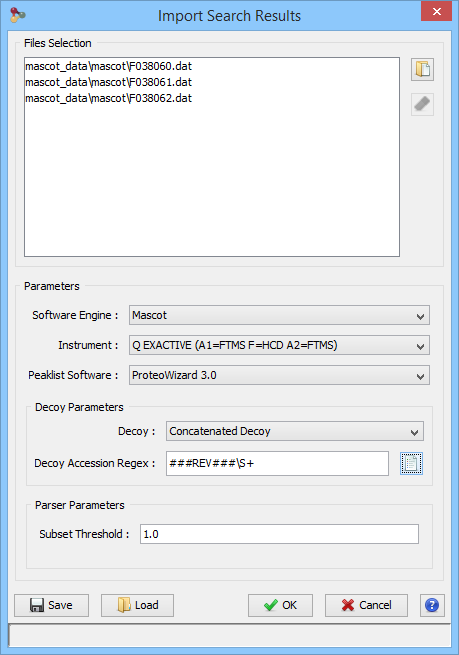 Import Search Results
Files Selection
mascot_data\mascot\F038060.dat
mascot_data\mascot\F038061.dat
mascot_data\mascot\F038062.dat
Parameters
Software Engine : Mascot
Instrument : Q EXACTIVE (A1=FTMS F=HCD A2=FTMS)
Peaklist Software : ProteoWizard 3.0
Decoy Parameters
Decoy : Concatenated Decoy
Decoy Accession Regex : ###REV###\S+
Parser Parameters
Subset Threshold : 1.0
Save Load OK Cancel ?